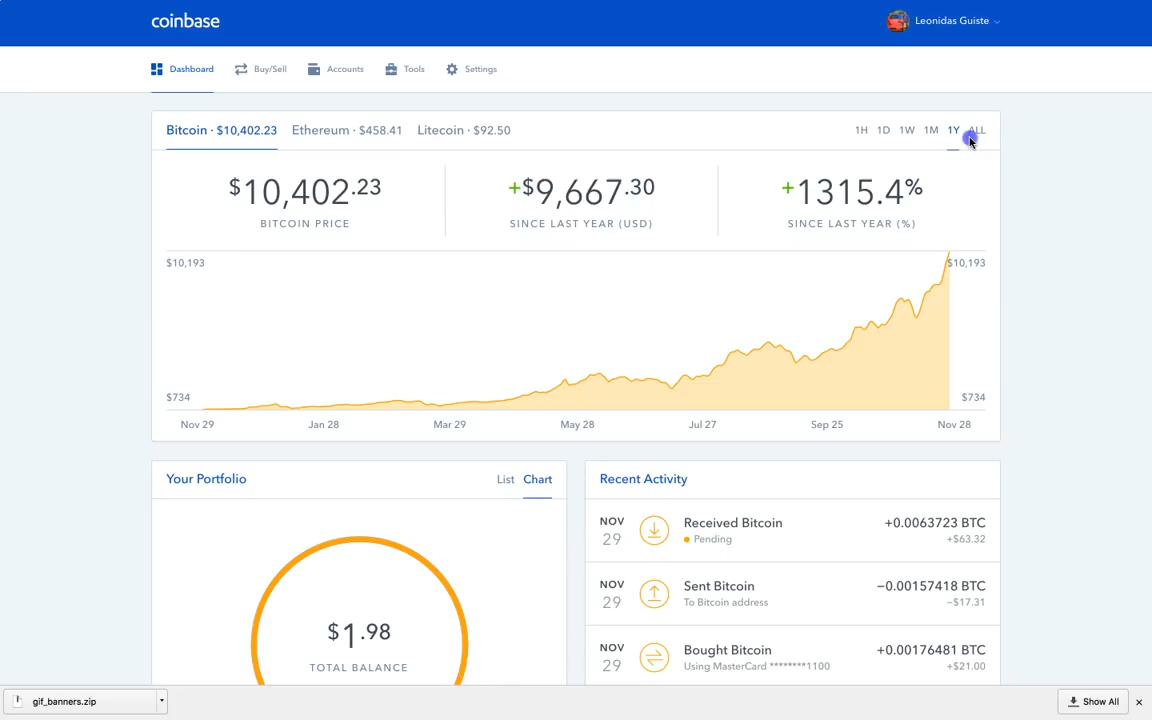 coinbase
Leonidas Guiste
Dashboard Buy/Sell Accounts Tools Settings
Bitcoin · $10,402.23 Ethereum · $458.41 Litecoin · $92.50 1H 1D 1W 1M 1Y ALL
$10,402.23 +$9,667.30 +1315.4%
BITCOIN PRICE SINCE LAST YEAR (USD) SINCE LAST YEAR (%)
$10,193 $10,193
$734 $734
Nov 29 Jan 28 Mar 29 May 28 Jul 27 Sep 25 Nov 28
Your Portfolio List Chart
$1.98
TOTAL BALANCE
Recent Activity
NOV 29 Received Bitcoin +0.0063723 BTC
Pending +$63.32
NOV 29 Sent Bitcoin −0.00157418 BTC
To Bitcoin address −$17.31
NOV 29 Bought Bitcoin +0.00176481 BTC
Using MasterCard ********1100 +$21.00
gif_banners.zip Show All